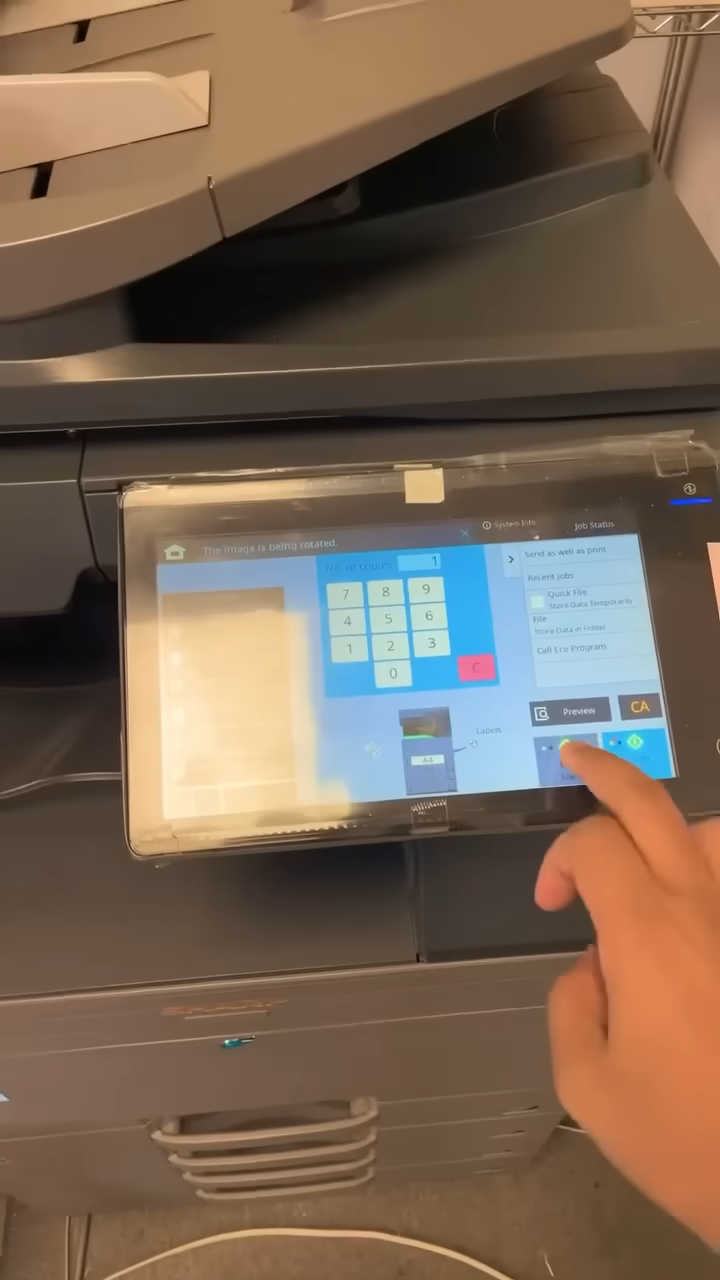 The image is being rotated.
System Info
Job Status
No. of copies
1
7 8 9
4 5 6
1 2 3
0
C
Send as well as print
Recent Jobs
Quick File
Store Data Temporarily
File
Store Data in Folder
Call Eco Program
Preview
CA
Labels
A4